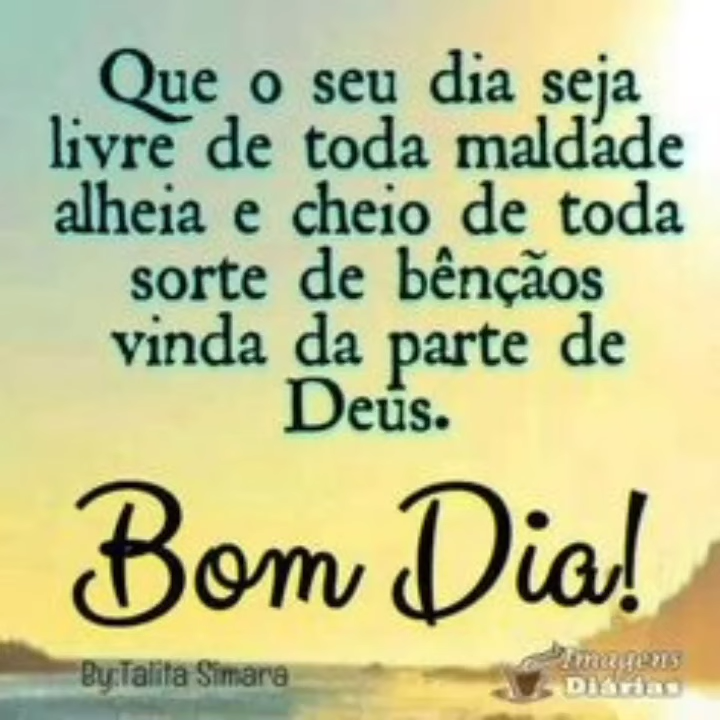 Que o seu dia seja
livre de toda maldade
alheia e cheio de toda
sorte de bênçãos
vinda da parte de
Deus.
Bom Dia!
By:Talita Simara
Imagens
Diárias